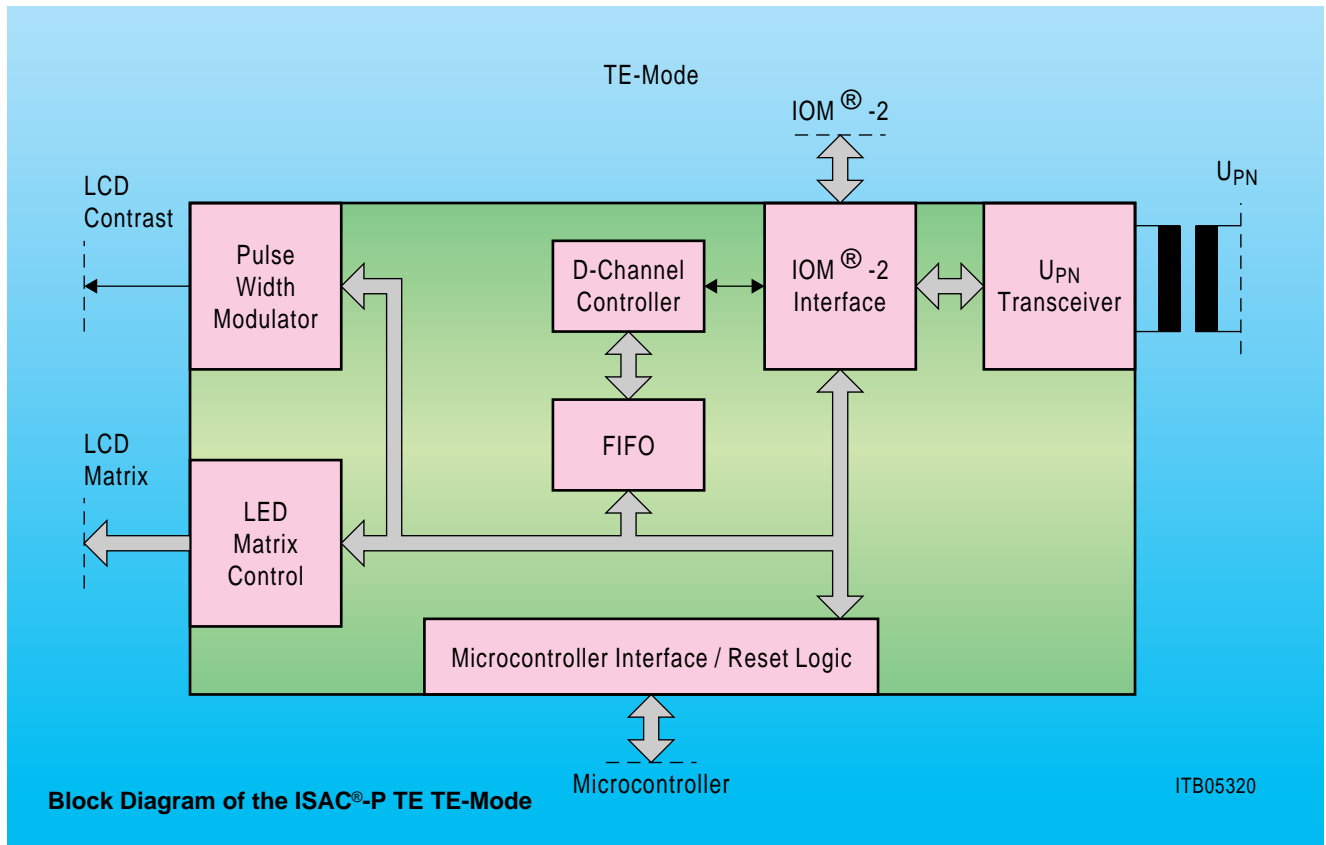 TE-Mode
IOM ® -2
LCD
Contrast
UPN
Pulse
Width
Modulator
D-Channel
Controller
IOM ® -2
Interface
UPN
Transceiver
LCD
Matrix
FIFO
LED
Matrix
Control
Microcontroller Interface / Reset Logic
Microcontroller
ITB05320
Block Diagram of the ISAC®-P TE TE-Mode